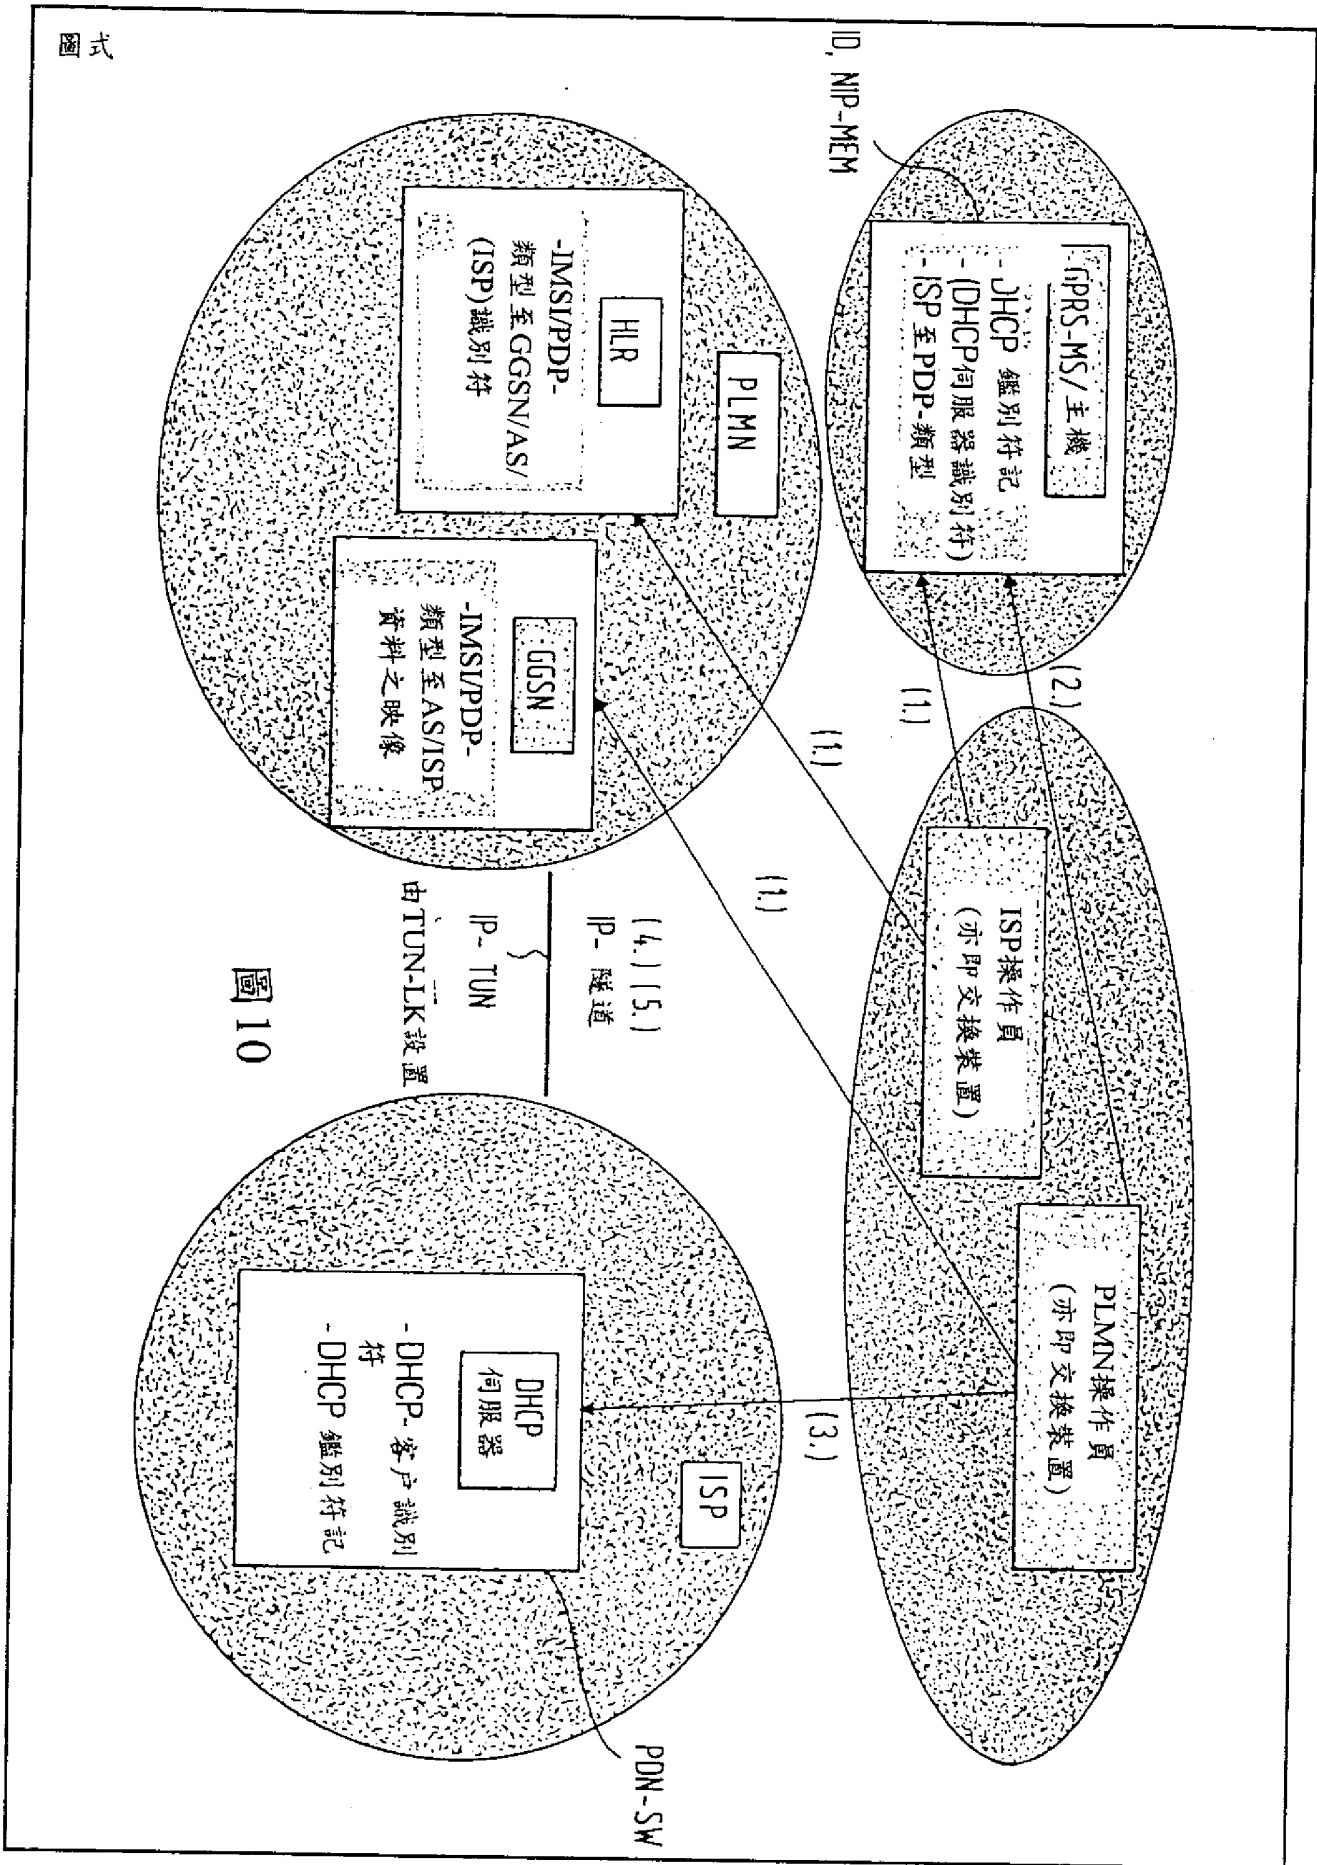 圖式
ID, NIP-MEM
GPRS-MS/主機
- DHCP 鑑別符記
- (DHCP伺服器識別符)
- ISP 至PDP-類型
(2.)
(1.)
ISP操作員
(亦即交換裝置)
PLMN操作員
(亦即交換裝置)
(1.)
(1.)
(3.)
PLMN
HLR
-IMSI/PDP-
類型至GGSN/AS/
(ISP)識別符
GGSN
-IMSI/PDP-
類型至AS/ISP
資料之映像
(4.) (5.)
IP- 隧道
IP- TUN
由TUN-LK設置
ISP
DHCP
伺服器
- DHCP-客戶識別
符
- DHCP 鑑別符記
PDN-SW
圖10